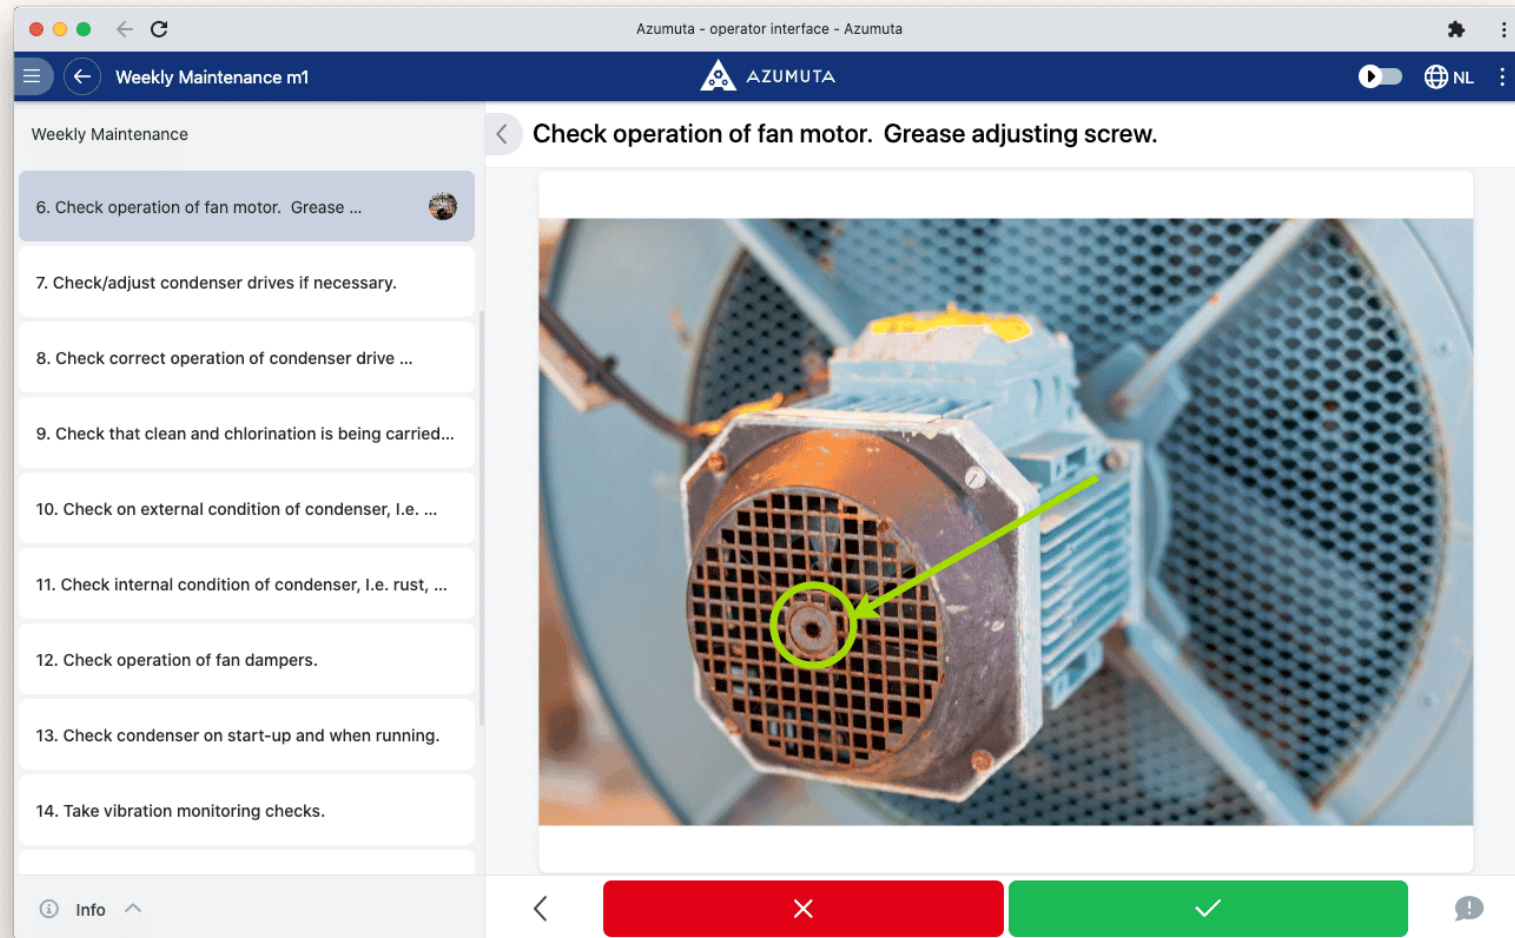 Azumuta - operator interface - Azumuta
Weekly Maintenance m1
AZUMUTA
NL
Weekly Maintenance
Check operation of fan motor.  Grease adjusting screw.
6. Check operation of fan motor.  Grease ...
7. Check/adjust condenser drives if necessary.
8. Check correct operation of condenser drive ...
9. Check that clean and chlorination is being carried...
10. Check on external condition of condenser, I.e. ...
11. Check internal condition of condenser, I.e. rust, ...
12. Check operation of fan dampers.
13. Check condenser on start-up and when running.
14. Take vibration monitoring checks.
Info